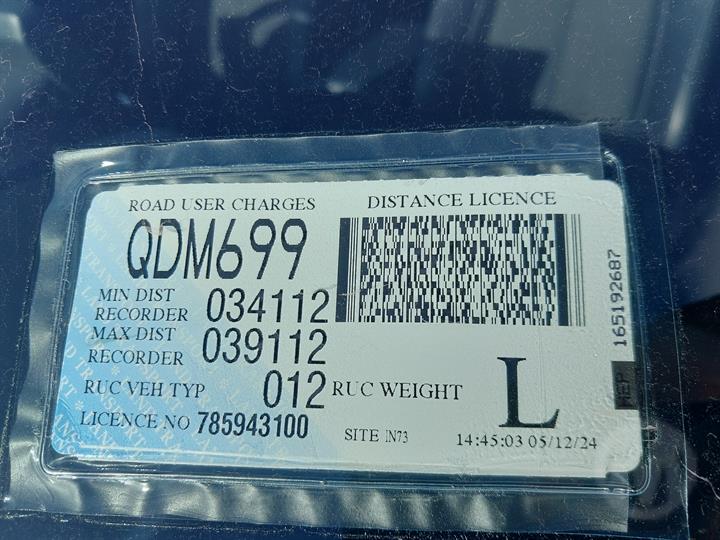 ROAD USER CHARGES DISTANCE LICENCE
QDM699
MIN DIST
RECORDER 034112
MAX DIST
RECORDER 039112
RUC VEH TYP 012 RUC WEIGHT L
LICENCE NO 785943100
SITE IN73 14:45:03 05/12/24
165192687